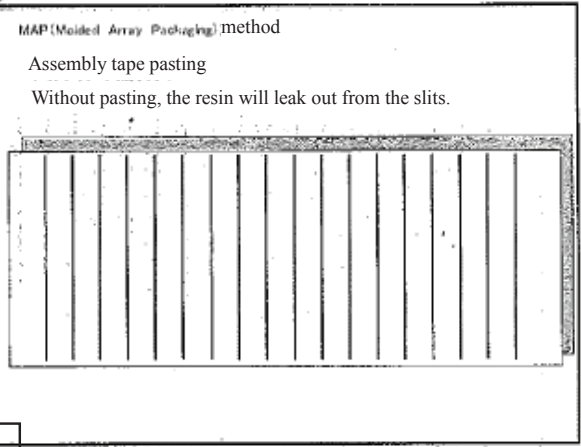 MAP(Molded Array Packaging) method
Assembly tape pasting
Without pasting, the resin will leak out from the slits.